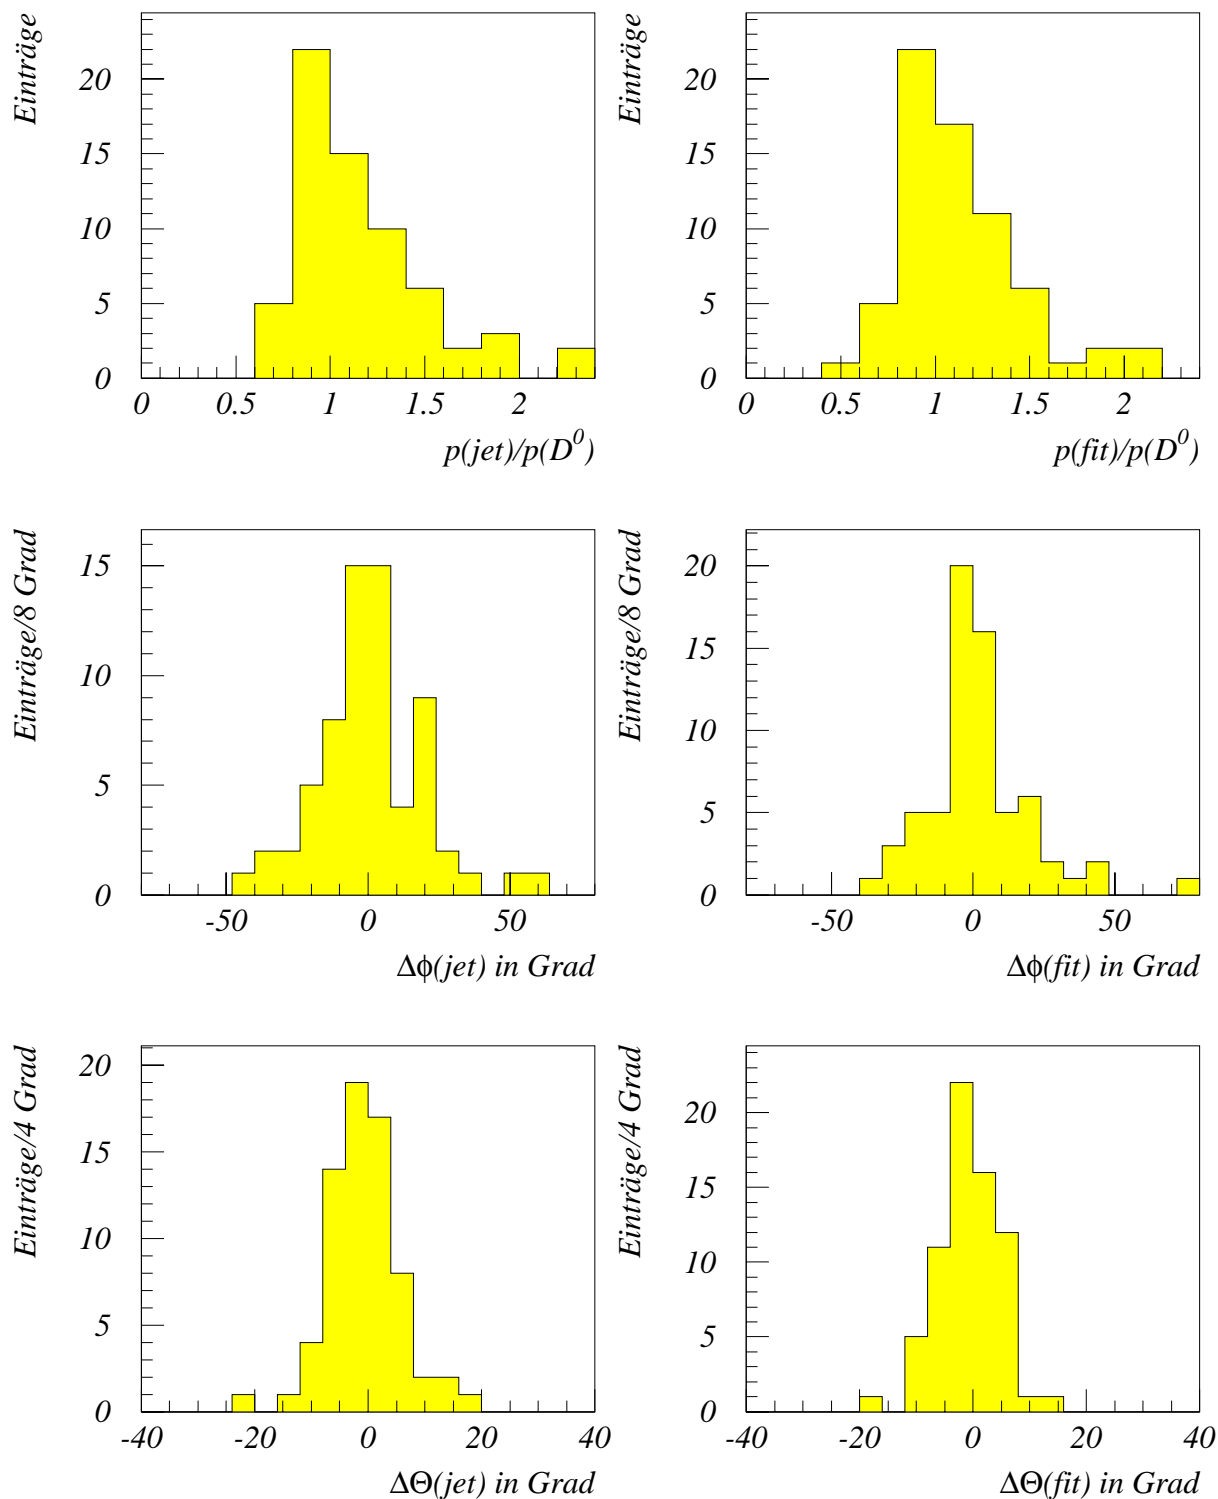 Einträge
20
15
10
5
0
0 0.5 1 1.5 2
p(jet)/p(D⁰)
Einträge
20
15
10
5
0
0 0.5 1 1.5 2
p(fit)/p(D⁰)
Einträge/8 Grad
15
10
5
0
-50 0 50
Δϕ(jet) in Grad
Einträge/8 Grad
20
15
10
5
0
-50 0 50
Δϕ(fit) in Grad
Einträge/4 Grad
20
15
10
5
0
-40 -20 0 20 40
ΔΘ(jet) in Grad
Einträge/4 Grad
20
15
10
5
0
-40 -20 0 20 40
ΔΘ(fit) in Grad